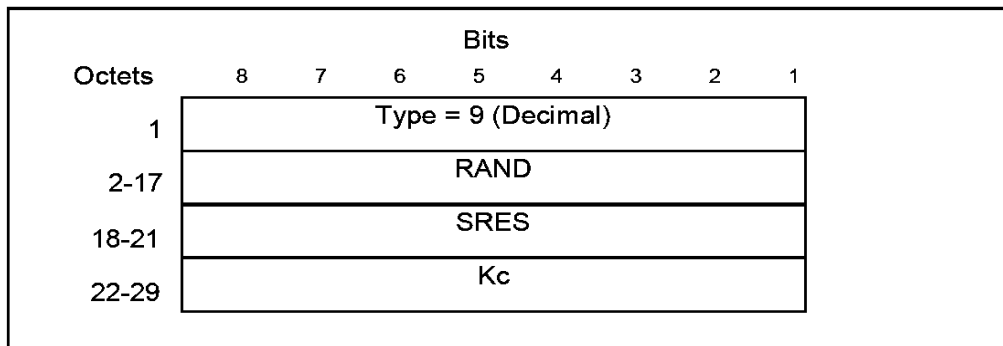 Bits
Octets 8 7 6 5 4 3 2 1
1 Type = 9 (Decimal)
2-17 RAND
18-21 SRES
22-29 Kc